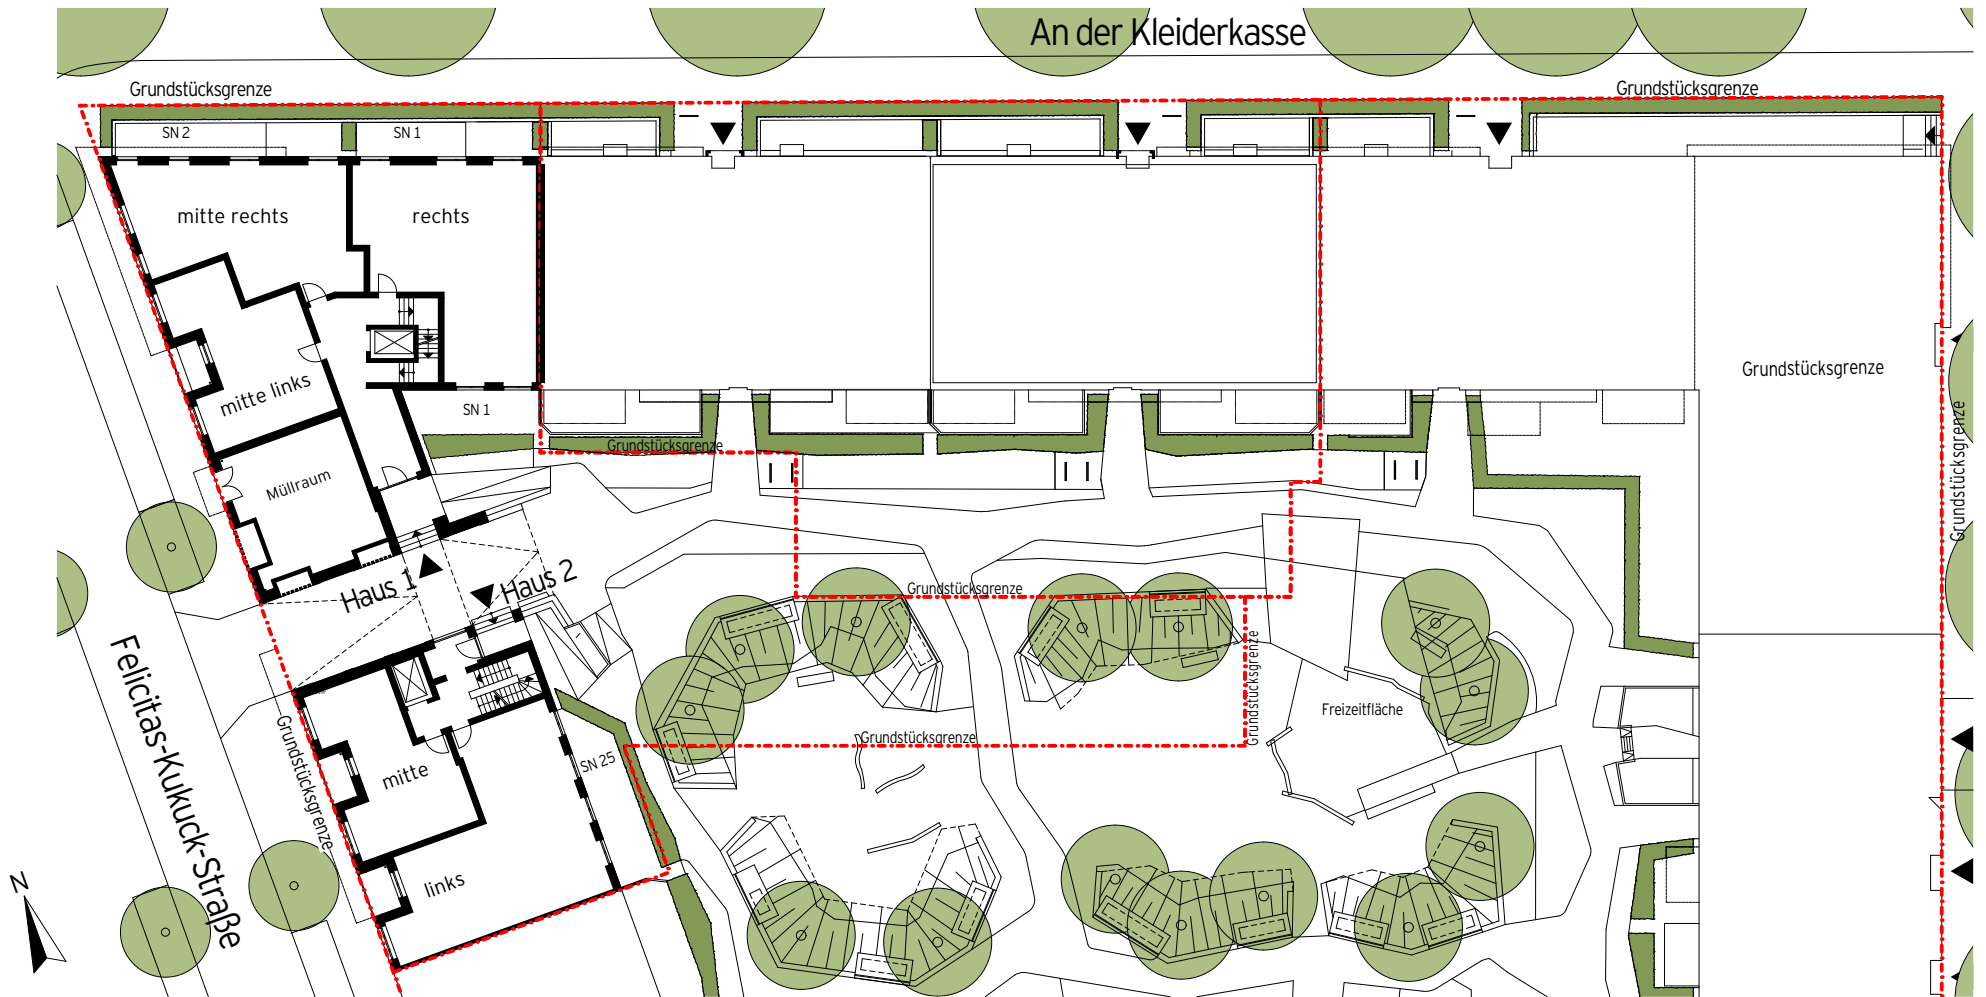 An der Kleiderkasse
Grundstücksgrenze
Grundstücksgrenze
SN 2
SN 1
mitte rechts
rechts
mitte links
SN 1
Grundstücksgrenze
Grundstücksgrenze
Grundstücksgrenze
Müllraum
Haus 1
Haus 2
Grundstücksgrenze
Grundstücksgrenze
Felicitas-Kukuck-Straße
Grundstücksgrenze
Freizeitfläche
Grundstücksgrenze
SN 25
mitte
links
N